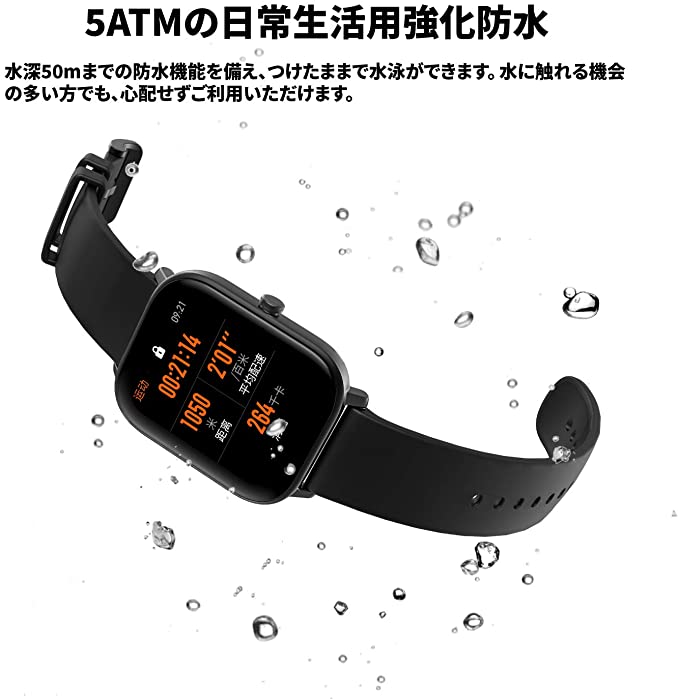 5ATMの日常生活用強化防水
水深50mまでの防水機能を備え、つけたままで水泳ができます。水に触れる機会
の多い方でも、心配せずご利用いただけます。
09:21
运动
00:21:14
2'01"
/百米
平均配速
1050
米
距离
264
千卡